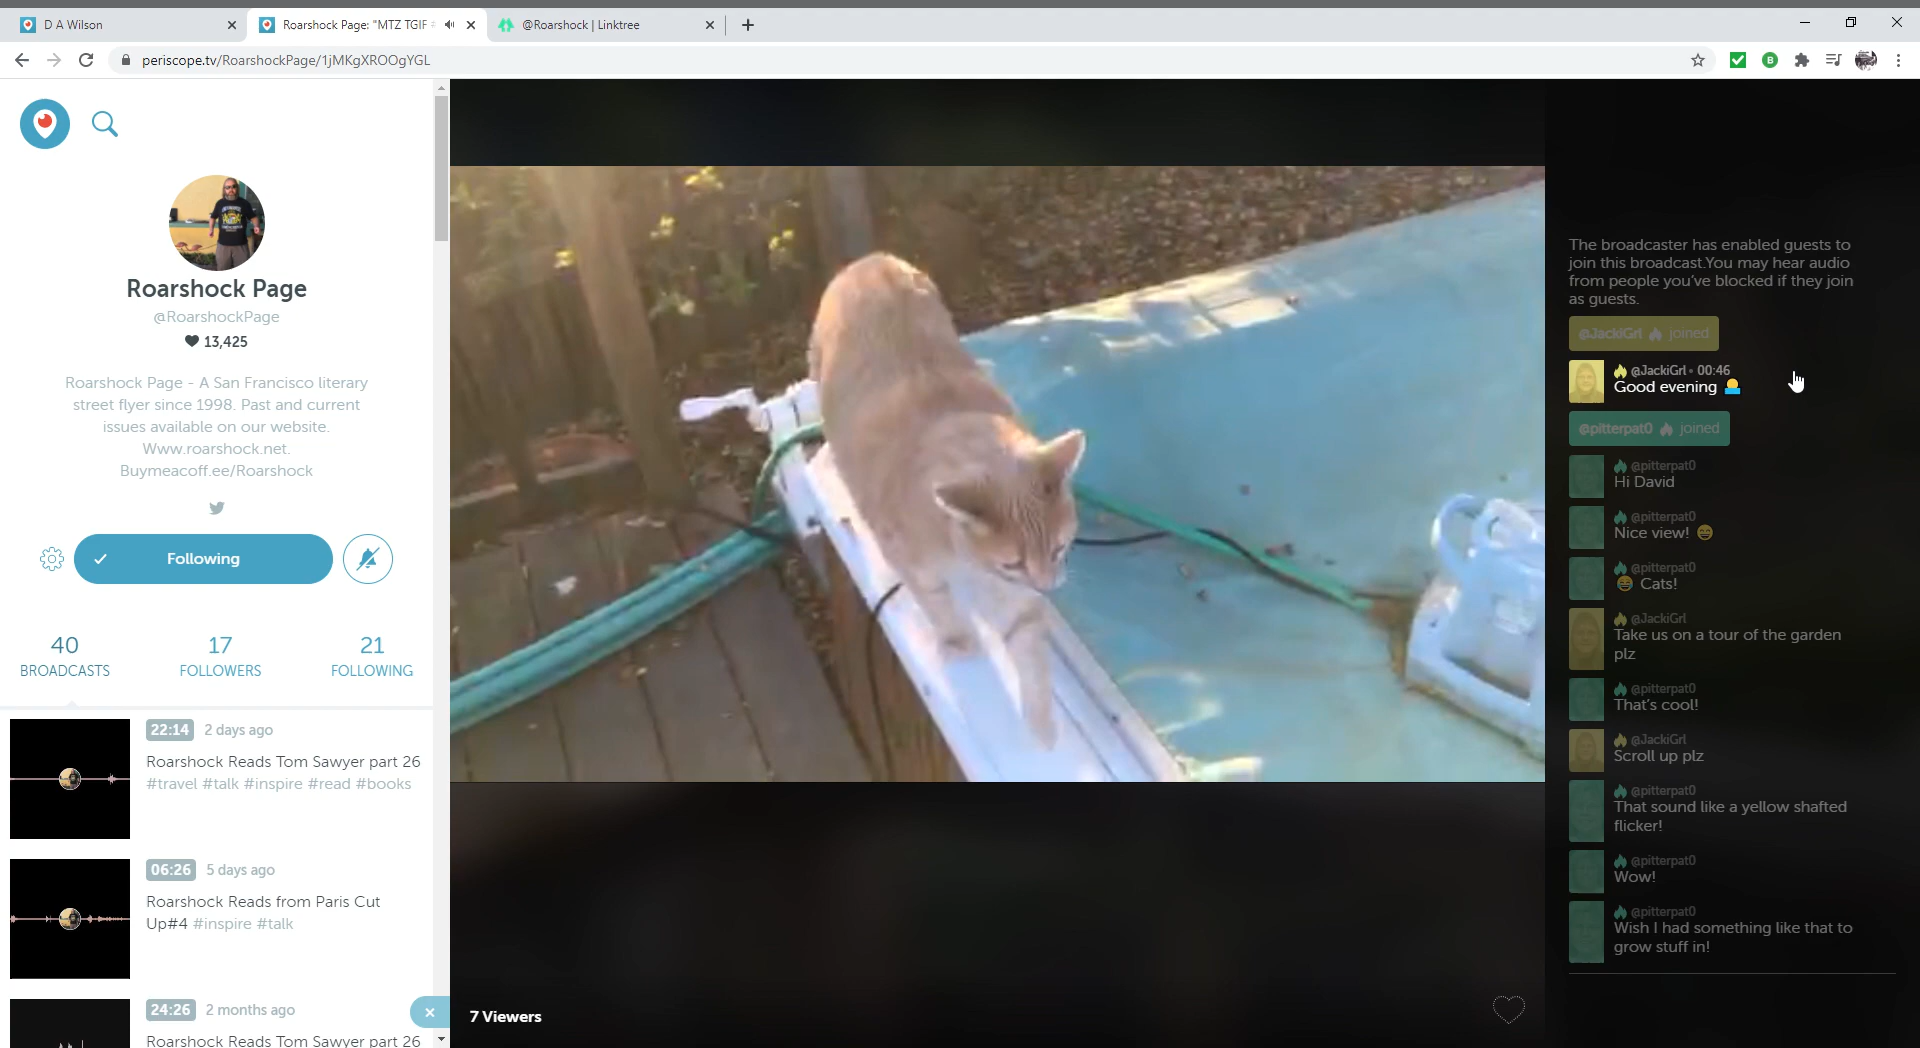 D A Wilson
Roarshock Page: "MTZ TGIF
@Roarshock | Linktree
periscope.tv/RoarshockPage/1jMKgXROOgYGL
Roarshock Page
@RoarshockPage
13,425
Roarshock Page - A San Francisco literary
street flyer since 1998. Past and current
issues available on our website.
Www.roarshock.net.
Buymeacoff.ee/Roarshock
Following
40
BROADCASTS
17
FOLLOWERS
21
FOLLOWING
22:14 2 days ago
Roarshock Reads Tom Sawyer part 26
#travel #talk #inspire #read #books
06:26 5 days ago
Roarshock Reads from Paris Cut
Up#4 #inspire #talk
24:26 2 months ago
Roarshock Reads Tom Sawyer part 26
7 Viewers
The broadcaster has enabled guests to
join this broadcast.You may hear audio
from people you've blocked if they join
as guests.
@JackiGrl joined
@JackiGrl • 00:46
Good evening
@pitterpat0 joined
@pitterpat0
Hi David
@pitterpat0
Nice view! 😄
@pitterpat0
😄 Cats!
@JackiGrl
Take us on a tour of the garden
plz
@pitterpat0
That's cool!
@JackiGrl
Scroll up plz
@pitterpat0
That sound like a yellow shafted
flicker!
@pitterpat0
Wow!
@pitterpat0
Wish I had something like that to
grow stuff in!